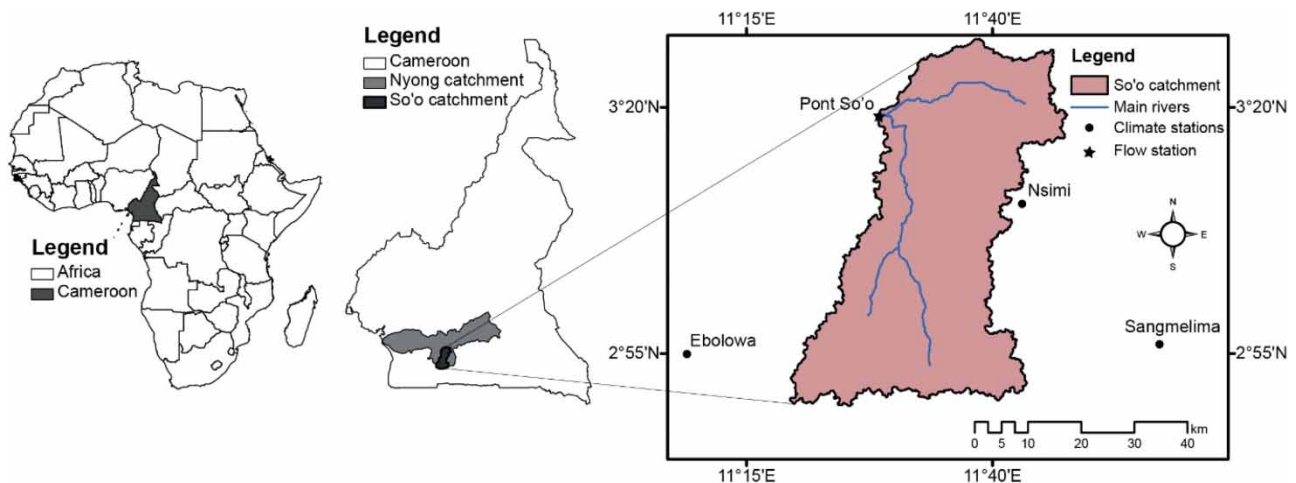 Legend
Africa
Cameroon
Legend
Cameroon
Nyong catchment
So'o catchment
11°15'E
11°40'E
3°20'N
2°55'N
Pont So'o
Nsimi
Ebolowa
Sangmelima
Legend
So'o catchment
Main rivers
Climate stations
Flow station
N
W
E
S
km
0 5 10 20 30 40
3°20'N
2°55'N
11°15'E
11°40'E